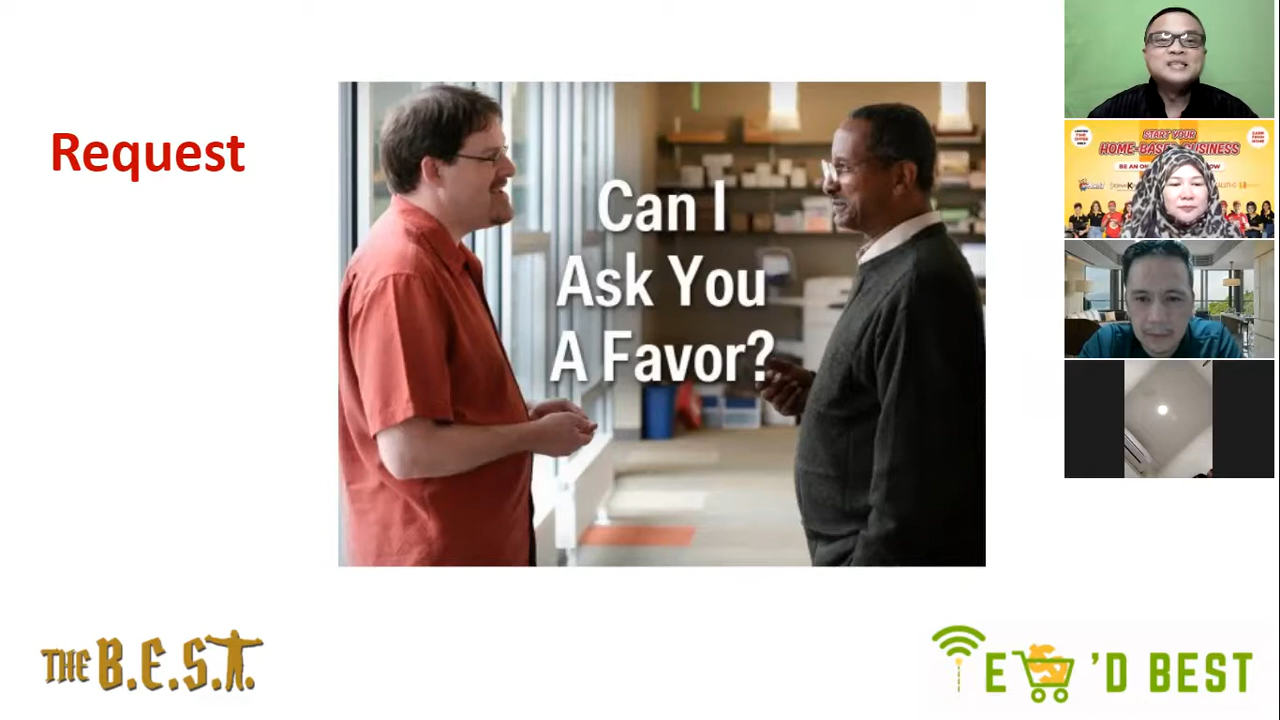 Request
Can I
Ask You
A Favor?
START YOUR
HOME-BASED BUSINESS
THE B.E.S.T.
E 'D BEST